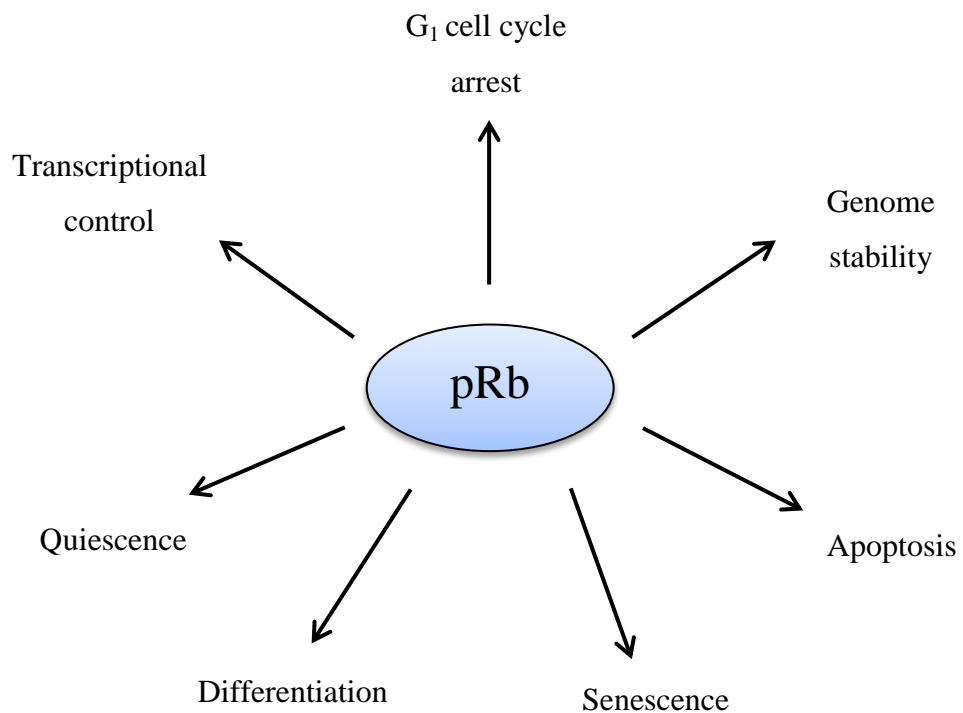 G₁ cell cycle
arrest
Transcriptional
control
Genome
stability
pRb
Quiescence
Apoptosis
Differentiation
Senescence